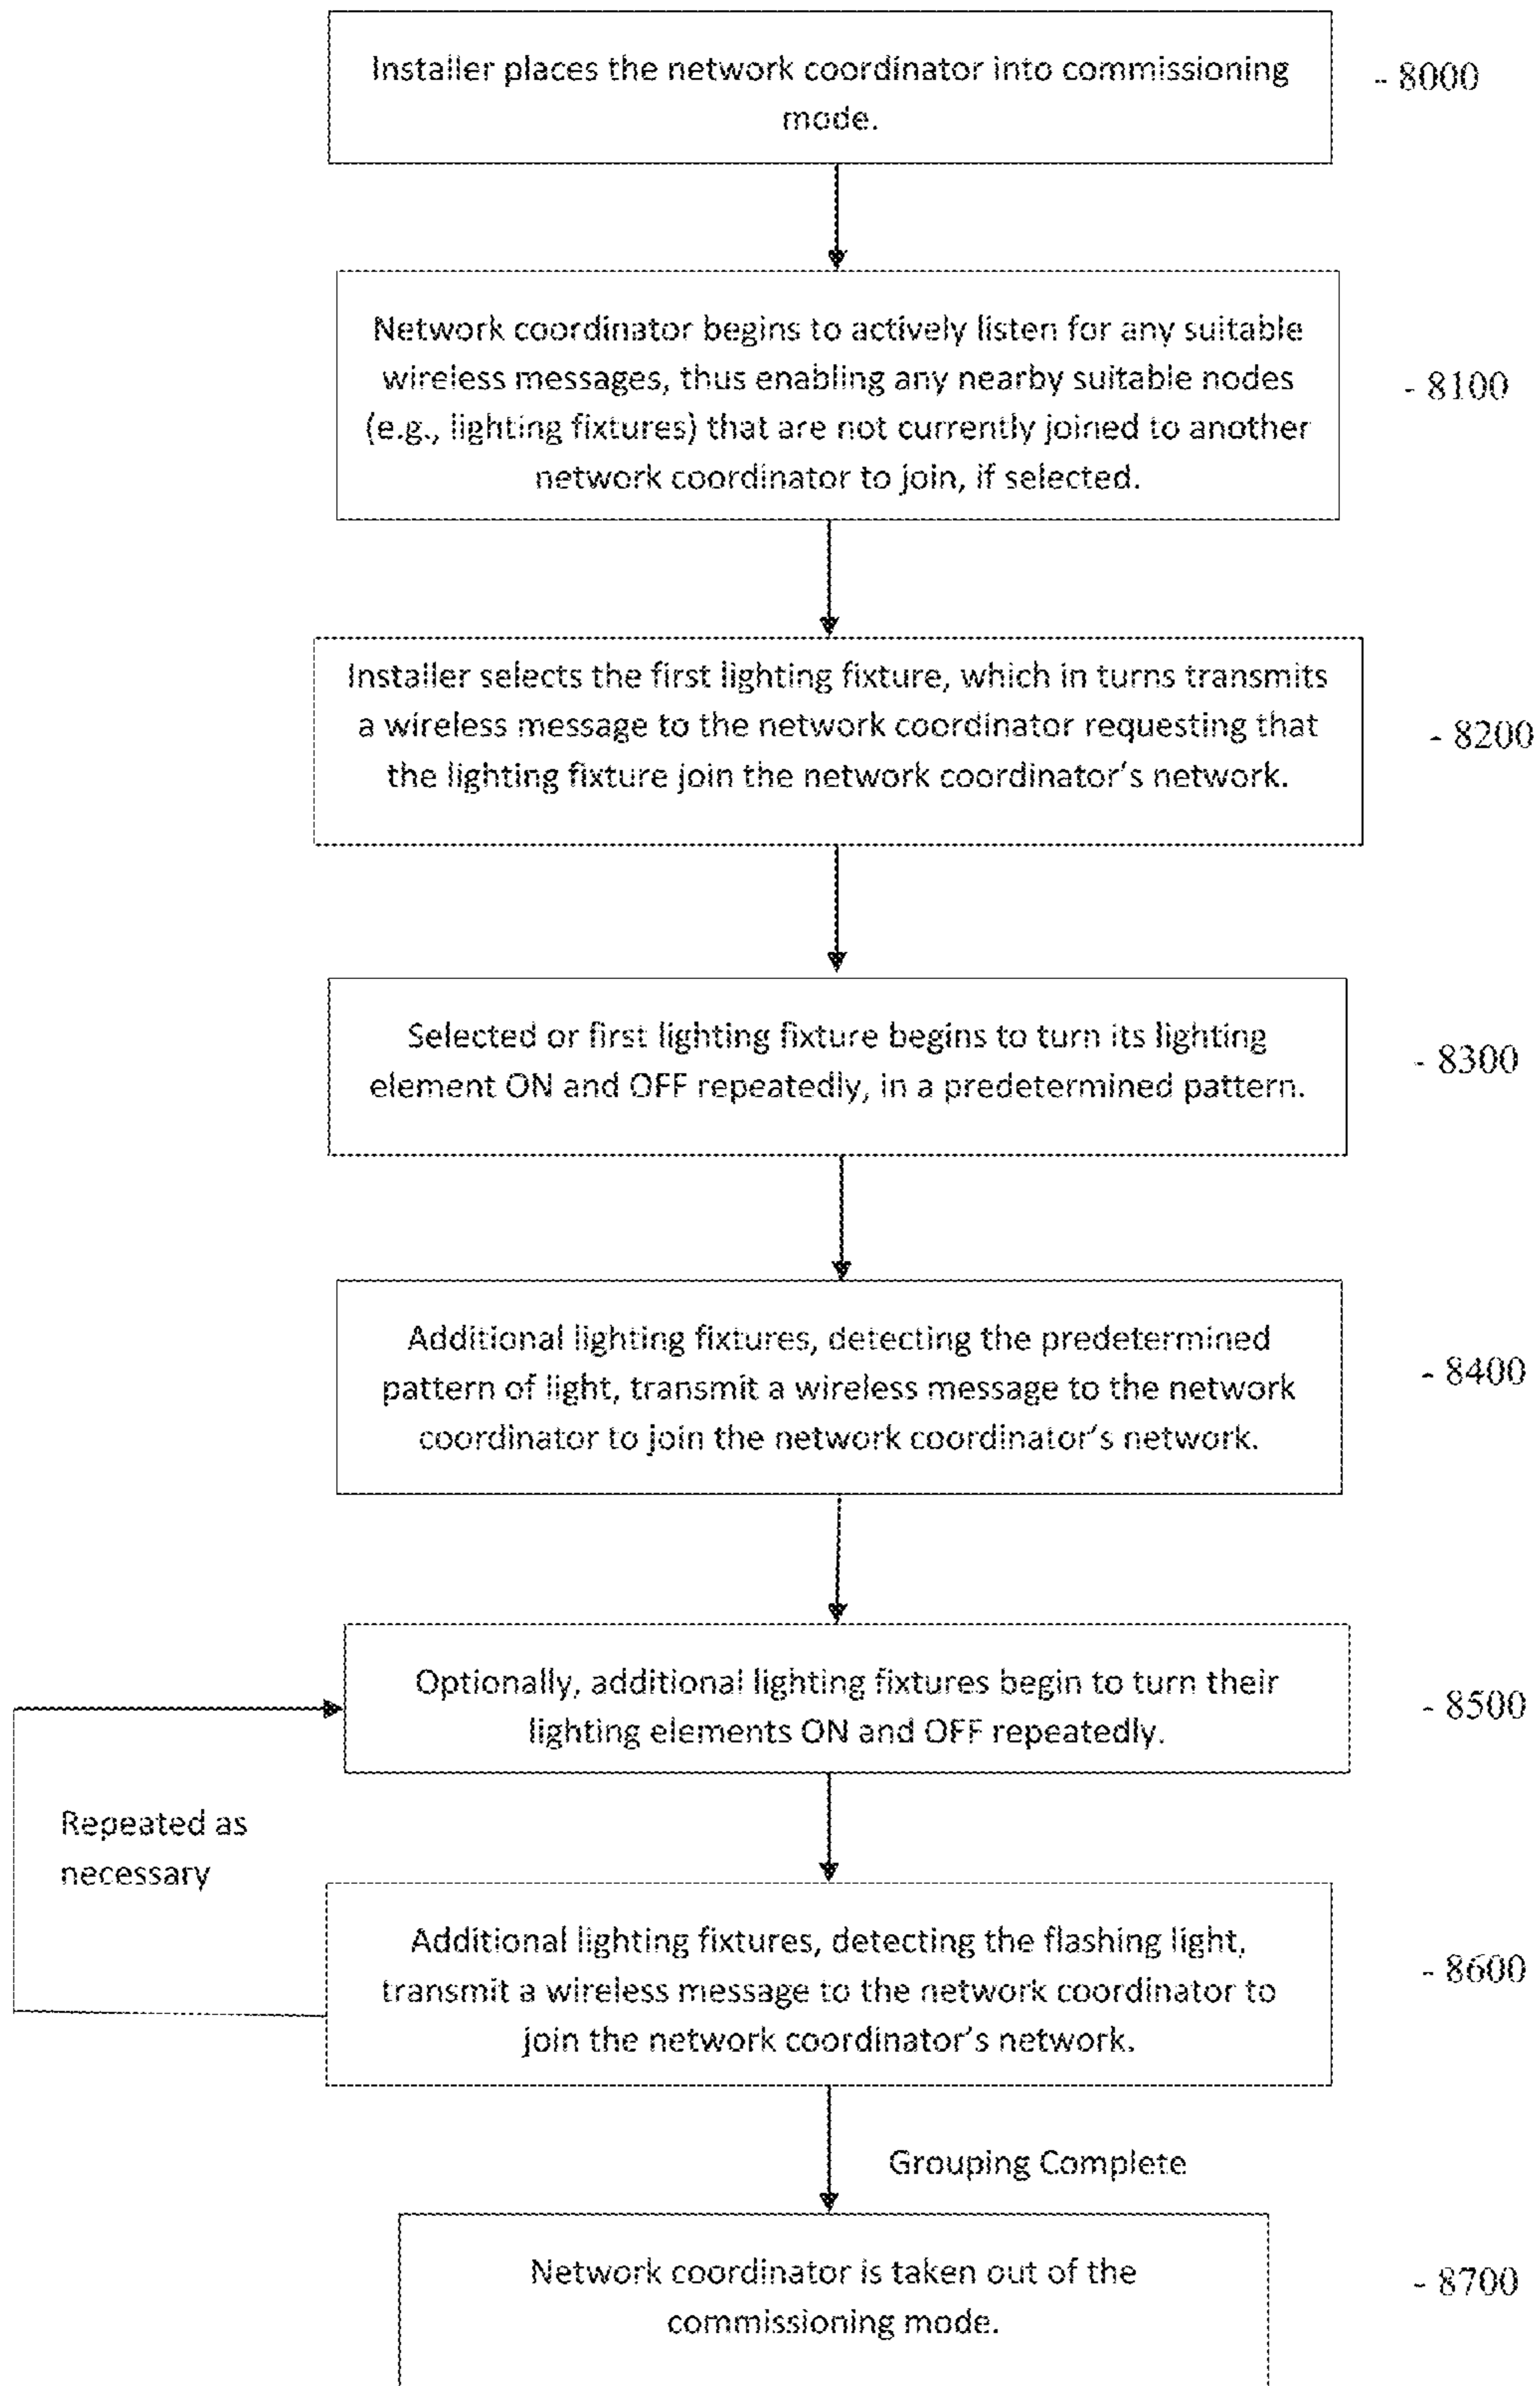 Installer places the network coordinator into commissioning
mode.
- 8000
Network coordinator begins to actively listen for any suitable
wireless messages, thus enabling any nearby suitable nodes
(e.g., lighting fixtures) that are not currently joined to another
network coordinator to join, if selected.
- 8100
Installer selects the first lighting fixture, which in turns transmits
a wireless message to the network coordinator requesting that
the lighting fixture join the network coordinator's network.
- 8200
Selected or first lighting fixture begins to turn its lighting
element ON and OFF repeatedly, in a predetermined pattern.
- 8300
Additional lighting fixtures, detecting the predetermined
pattern of light, transmit a wireless message to the network
coordinator to join the network coordinator's network.
- 8400
Optionally, additional lighting fixtures begin to turn their
lighting elements ON and OFF repeatedly.
- 8500
Repeated as
necessary
Additional lighting fixtures, detecting the flashing light,
transmit a wireless message to the network coordinator to
join the network coordinator's network.
- 8600
Grouping Complete
Network coordinator is taken out of the
commissioning mode.
- 8700